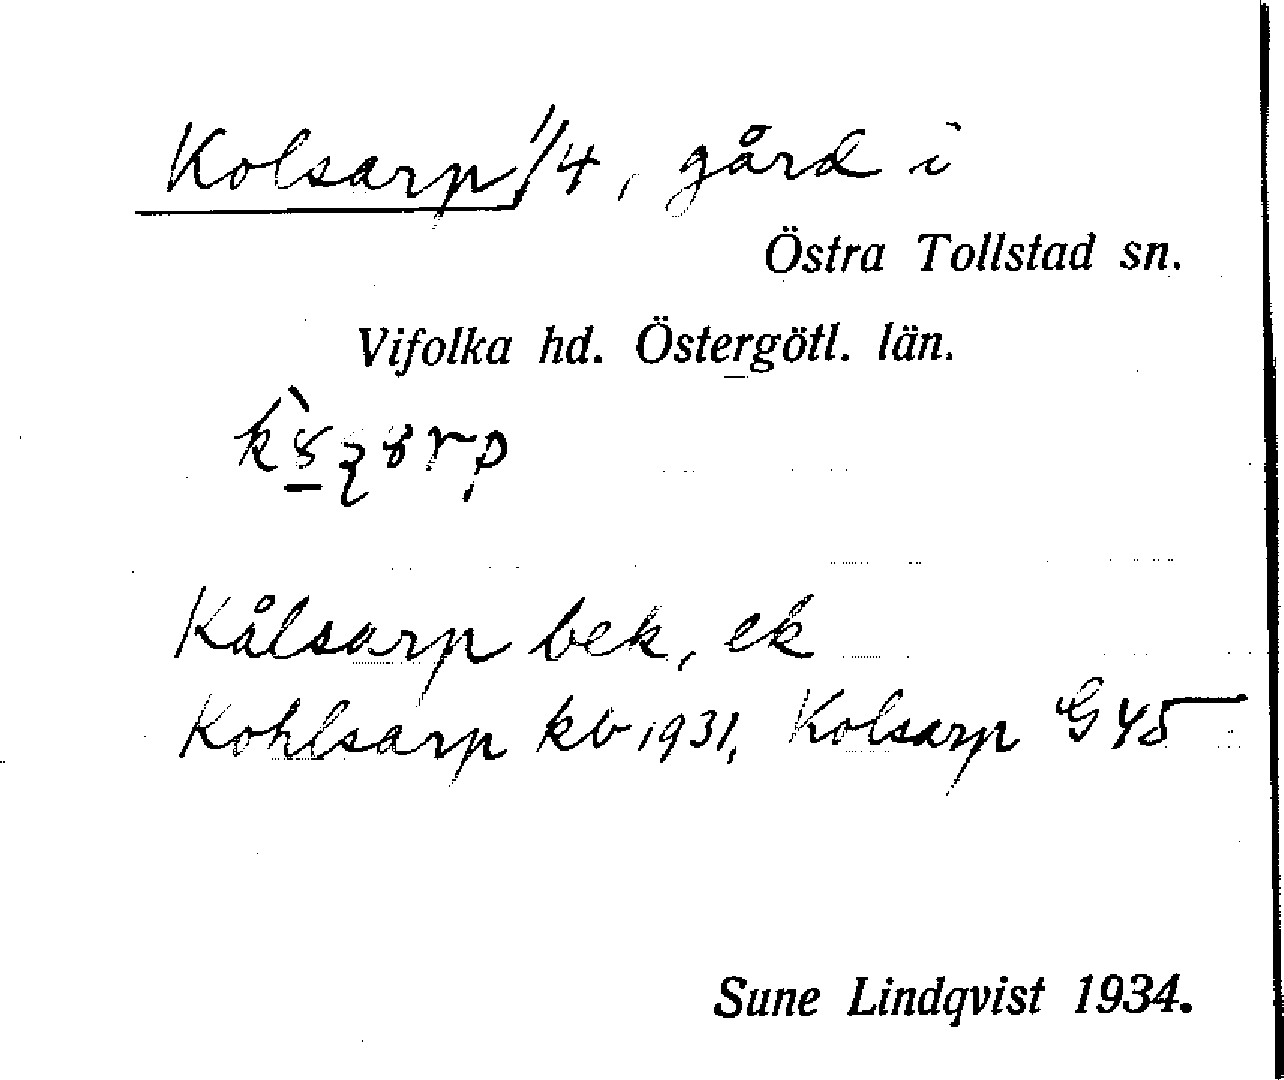 Kolsarp 1/4, gård i
Östra Tollstad sn.
Vifolka hd. Östergötl. län.
Kålsarp bek, ek
Kohlsarp kb 1931, Kolsarp G 45
Sune Lindqvist 1934.